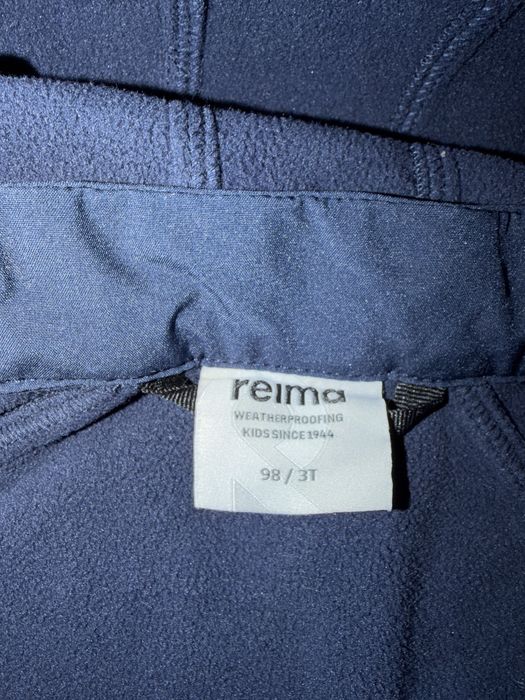 reima
WEATHERPROOFING
KIDS SINCE 1944
98 / 3T